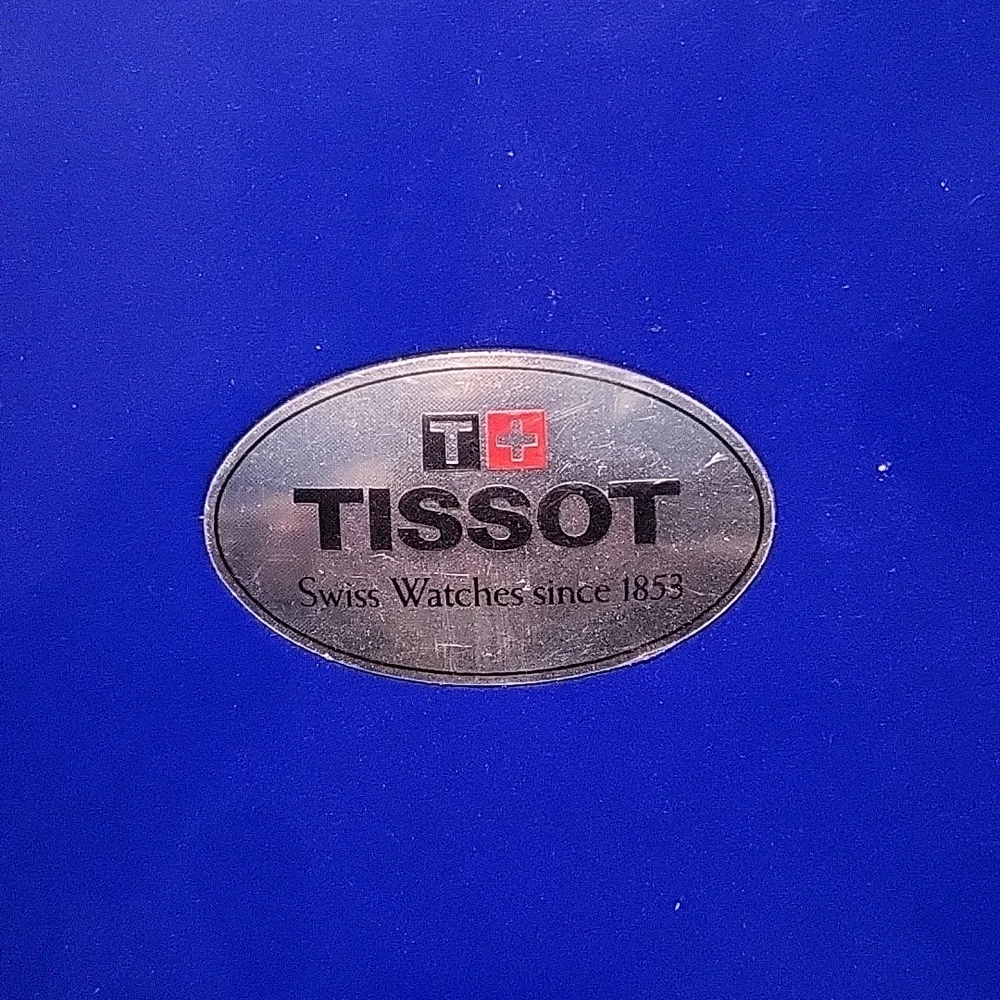 T+
TISSOT
Swiss Watches since 1853